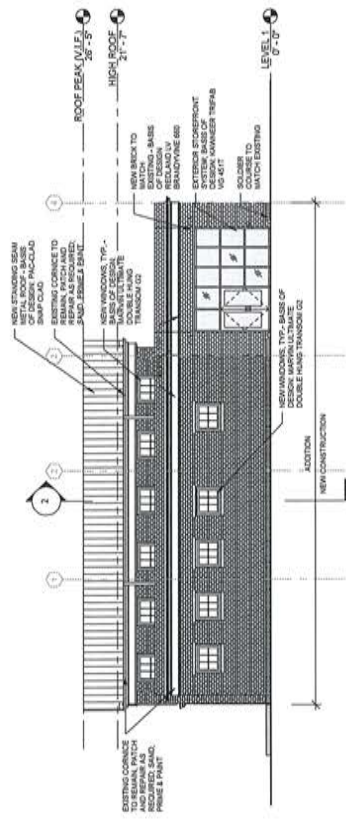 ROOF PEAK (V.I.F.)
26' - 5"
HIGH ROOF
21' - 7"
LEVEL 1
0' - 0"
NEW STANDING SEAM
METAL ROOF - BASIS
OF DESIGN: PAC-CLAD
SNAP CLAD
EXISTING CORNICE TO
REMAIN, PATCH AND
REPAIR AS REQUIRED;
SAND, PRIME & PAINT
NEW WINDOWS, TYP. -
BASIS OF DESIGN:
MARVIN ULTIMATE
DOUBLE HUNG
TRANSOM G2
NEW BRICK TO
MATCH
EXISTING - BASIS
OF DESIGN
REDLAND LV
BRANDYVINE 660
EXTERIOR STOREFRONT
SYSTEM; BASIS OF
DESIGN: KAWNEER TRIFAB
VG 451T
SOLDIER
COURSE TO
MATCH EXISTING
2
1
2
4
EXISTING CORNICE
TO REMAIN, PATCH
AND REPAIR AS
REQUIRED; SAND,
PRIME & PAINT
NEW WINDOWS, TYP. - BASIS OF
DESIGN: MARVIN ULTIMATE
DOUBLE HUNG TRANSOM G2
ADDITION
NEW CONSTRUCTION